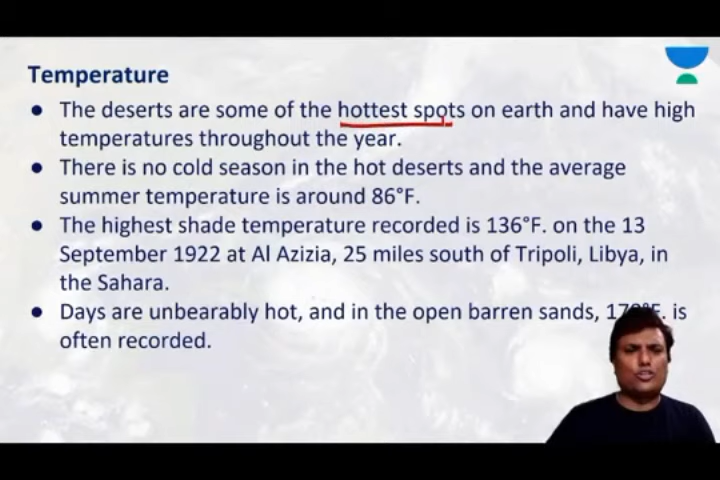 Temperature
● The deserts are some of the hottest spots on earth and have high
temperatures throughout the year.
● There is no cold season in the hot deserts and the average
summer temperature is around 86°F.
● The highest shade temperature recorded is 136°F. on the 13
September 1922 at Al Azizia, 25 miles south of Tripoli, Libya, in
the Sahara.
● Days are unbearably hot, and in the open barren sands, is
often recorded.